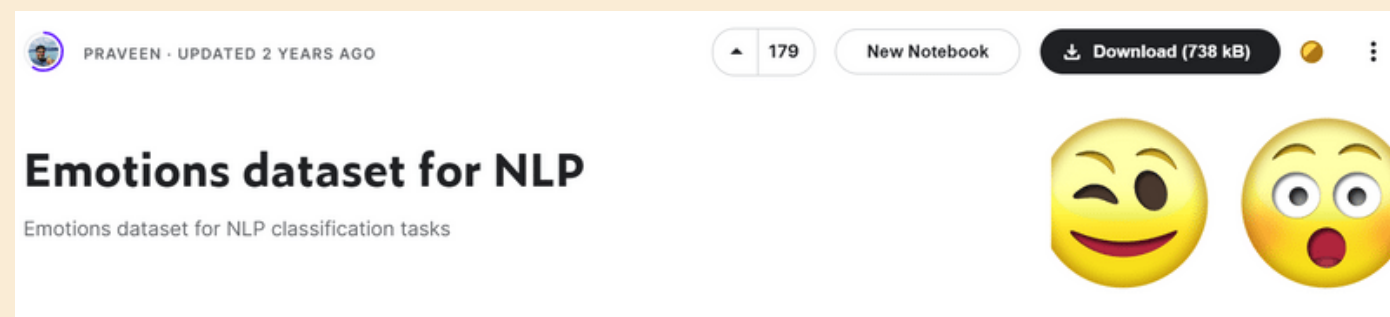 PRAVEEN · UPDATED 2 YEARS AGO
179
New Notebook
Download (738 kB)
Emotions dataset for NLP
Emotions dataset for NLP classification tasks